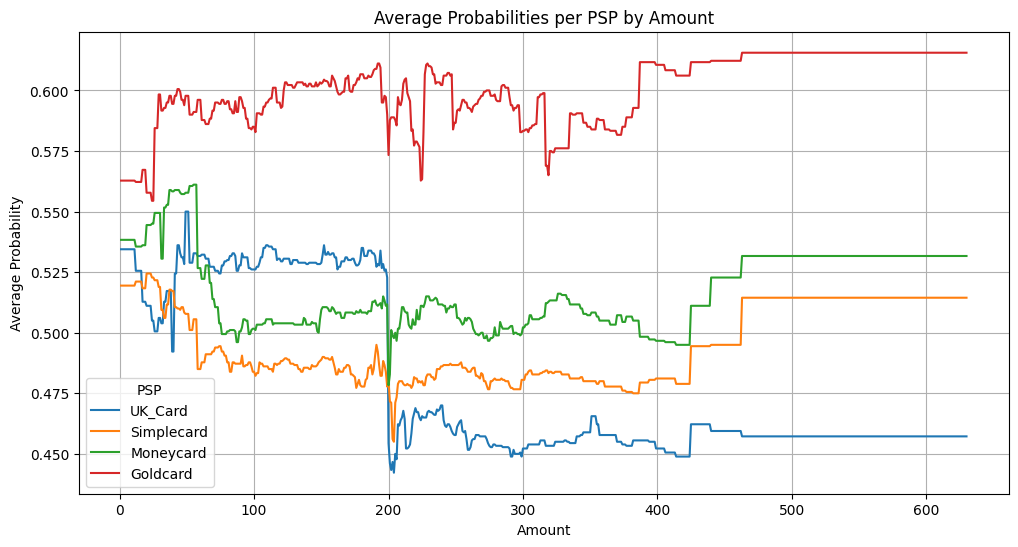 Average Probabilities per PSP by Amount
Average Probability
0.600
0.575
0.550
0.525
0.500
0.475
0.450
PSP
UK_Card
Simplecard
Moneycard
Goldcard
0 100 200 300 400 500 600
Amount